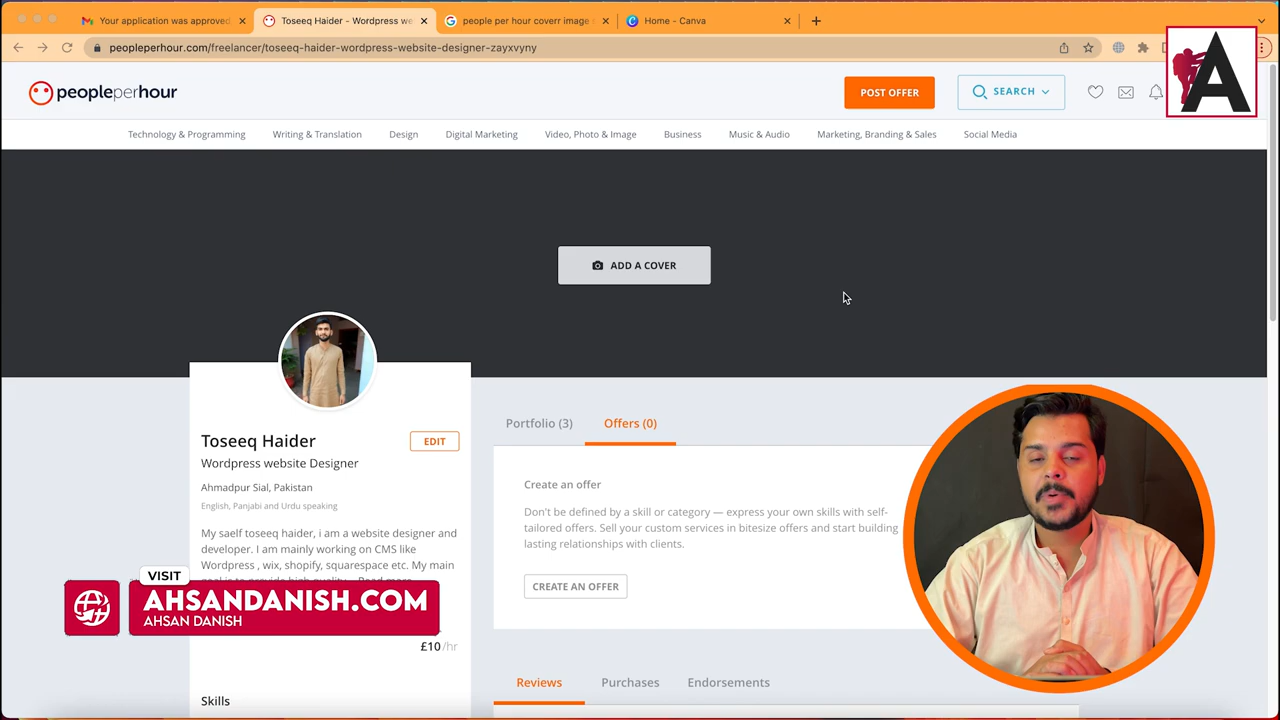 Your application was approved
Toseeq Haider - Wordpress we
people per hour coverr image s
Home - Canva
peopleperhour.com/freelancer/toseeq-haider-wordpress-website-designer-zayxvyny
A
peopleperhour
POST OFFER
SEARCH
Technology & Programming
Writing & Translation
Design
Digital Marketing
Video, Photo & Image
Business
Music & Audio
Marketing, Branding & Sales
Social Media
ADD A COVER
Toseeq Haider
EDIT
Wordpress website Designer
Ahmadpur Sial, Pakistan
English, Panjabi and Urdu speaking
My saelf toseeq haider, i am a website designer and
developer. I am mainly working on CMS like
Wordpress , wix, shopify, squarespace etc. My main
VISIT
AHSANDANISH.COM
AHSAN DANISH
£10/hr
Skills
Portfolio (3)
Offers (0)
Create an offer
Don't be defined by a skill or category — express your own skills with self-
tailored offers. Sell your custom services in bitesize offers and start building
lasting relationships with clients.
CREATE AN OFFER
Reviews
Purchases
Endorsements